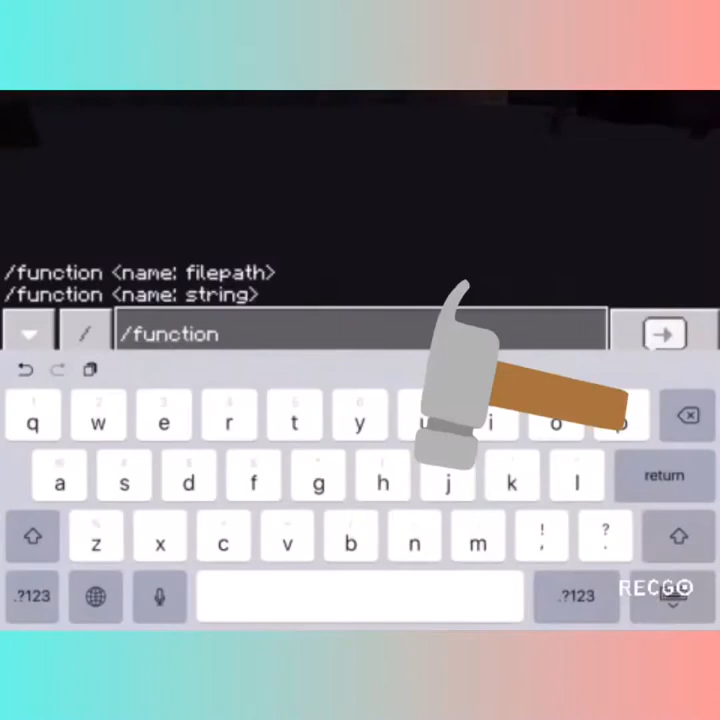 /function <name: filepath>
/function <name: string>
/ /function
q w e r t y u i o p
a s d f g h j k l return
z x c v b n m ! , ? .
.?123 .?123
RECGO